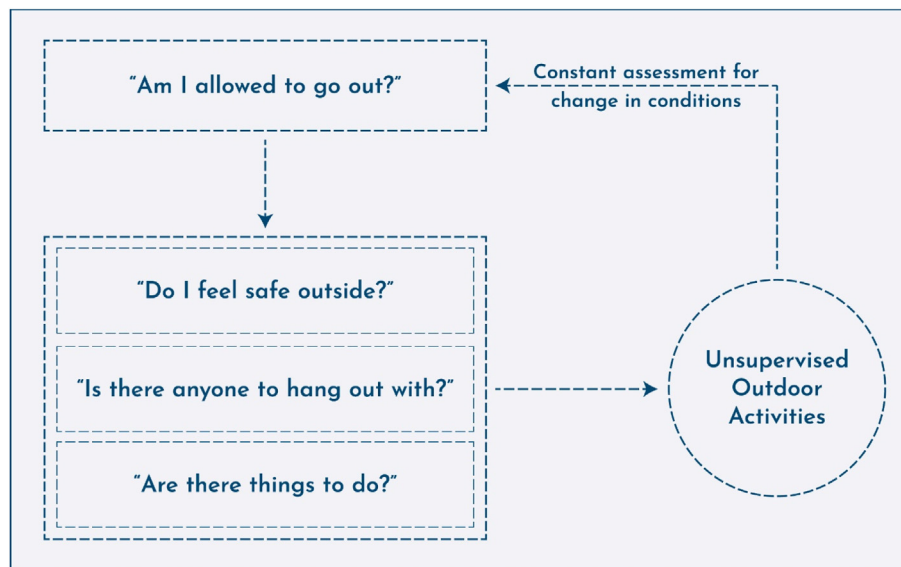 “Am I allowed to go out?”
Constant assessment for
change in conditions
“Do I feel safe outside?”
“Is there anyone to hang out with?”
“Are there things to do?”
Unsupervised
Outdoor
Activities